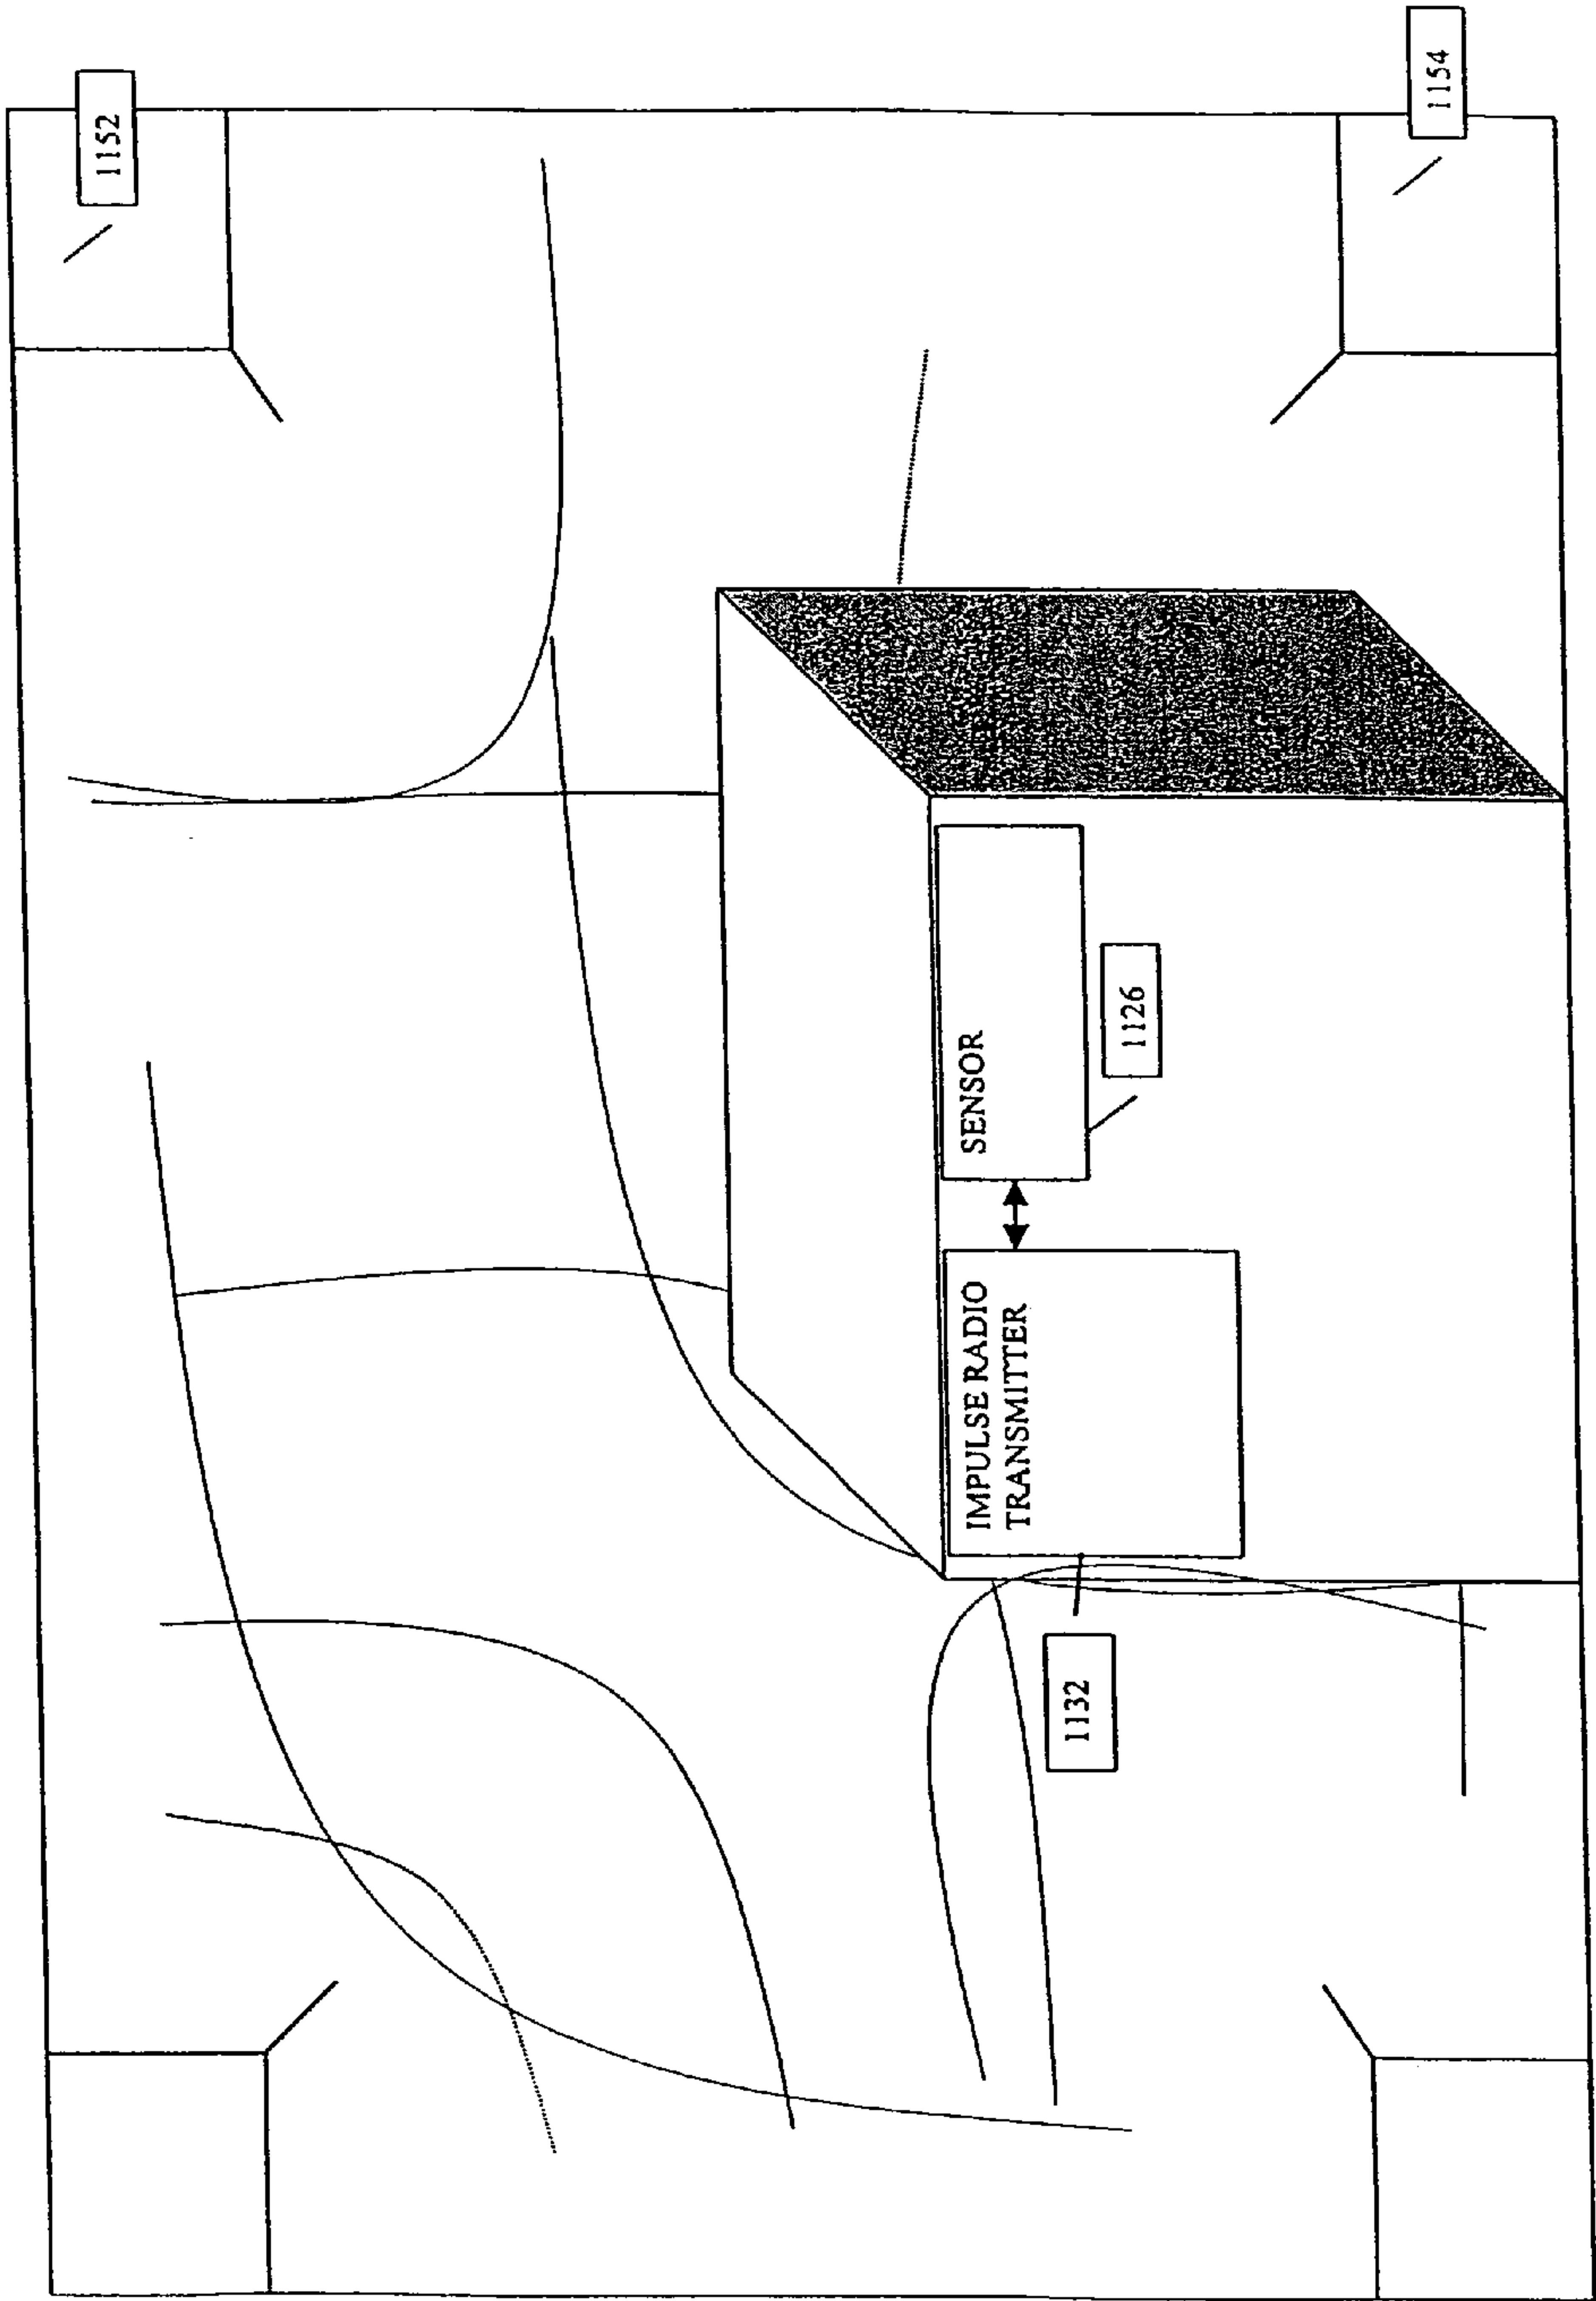 1152
1154
SENSOR
1126
IMPULSE RADIO
TRANSMITTER
1132